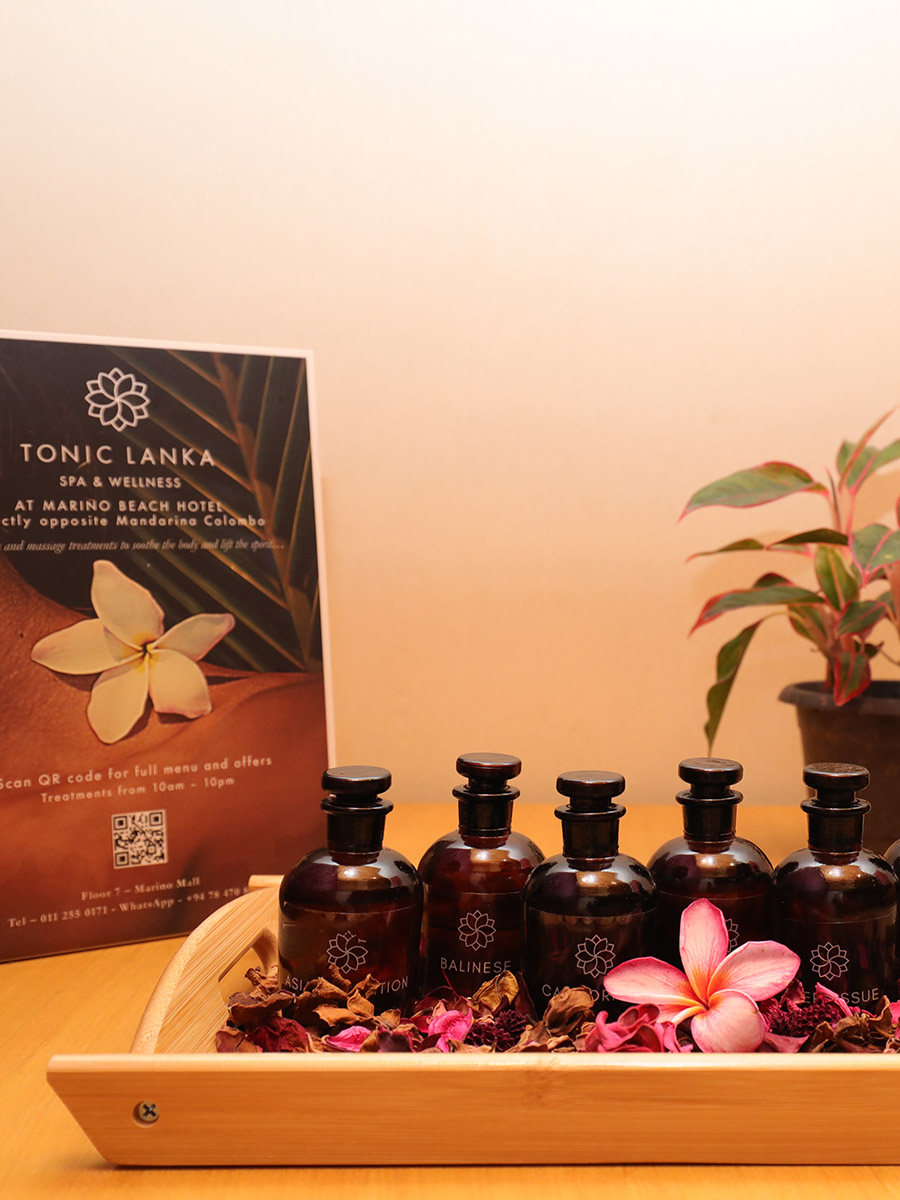 TONIC LANKA
SPA & WELLNESS
AT MARINO BEACH HOTEL
ctly opposite Mandarina Colombo
and massage treatments to soothe the body and lift the spirit...
Scan QR code for full menu and offers
Treatments from 10am – 10pm
Floor 7 – Marino Mall
Tel – 011 255 0171 - WhatsApp - +94 78 470 8
BALINESE